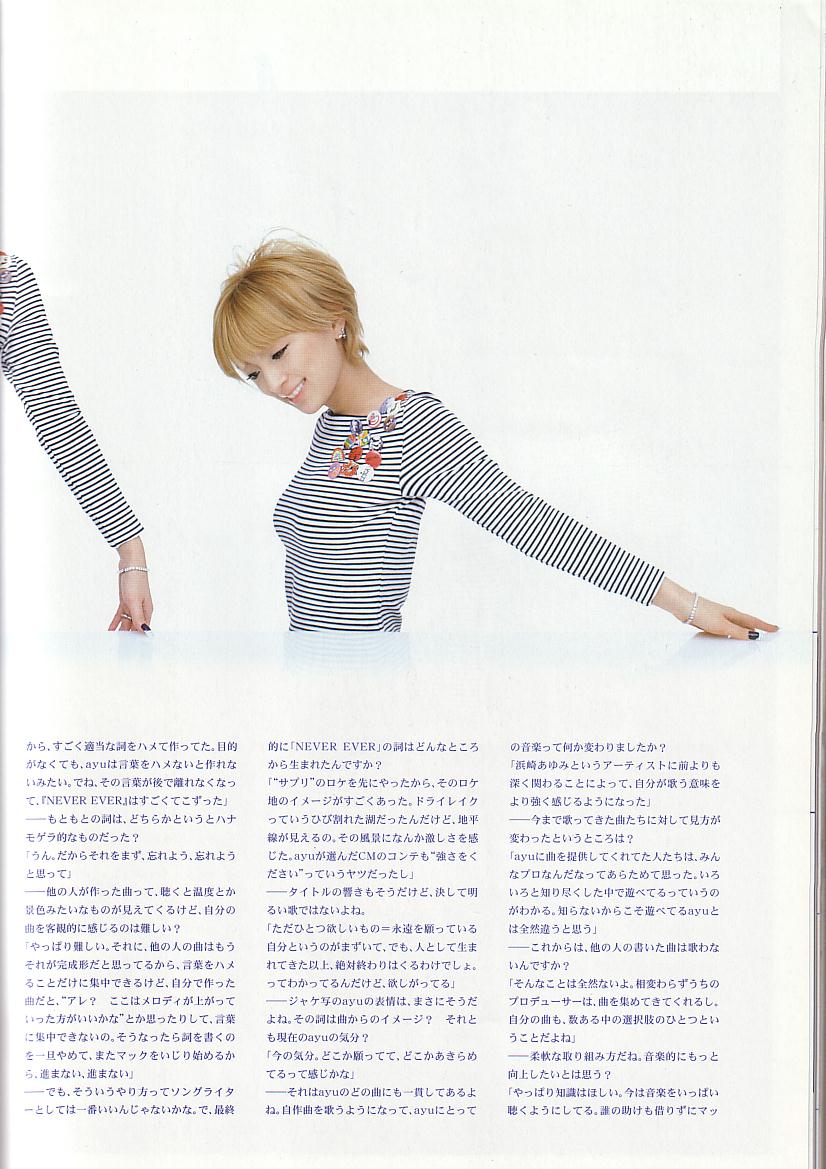 から、すごく適当な詞をハメて作ってた。目的
がなくても、ayuは言葉をハメないと作れな
いみたい。でね、その言葉が後で離れなくなっ
て、『NEVER EVER』はすごくてこずった」
――もともとの詞は、どちらかというとハナ
モゲラ的なものだった?
「うん。だからそれをまず、忘れよう、忘れよう
と思って」
――他の人が作った曲って、聴くと温度とか
景色みたいなものが見えてくるけど、自分の
曲を客観的に感じるのは難しい?
「やっぱり難しい。それに、他の人の曲はもう
それが完成形だと思ってるから、言葉をハメ
ることだけに集中できるけど、自分で作った
曲だと、“アレ? ここはメロディが上がって
いった方がいいかな”とか思ったりして、言葉
に集中できないの。そうなったら詞を書くの
を一旦やめて、またマックをいじり始めるか
ら、進まない、進まない」
――でも、そういうやり方ってソングライタ
ーとしては一番いいんじゃないかな。で、最終
的に「NEVER EVER」の詞はどんなところ
から生まれたんですか?
「“サプリ”のロケを先にやったから、そのロケ
地のイメージがすごくあった。ドライレイク
っていうひび割れた湖だったんだけど、地平
線が見えるの。その風景になんか激しさを感
じた。ayuが選んだCMのコンテも“強さをく
ださい”っていうヤツだったし」
――タイトルの響きもそうだけど、決して明
るい歌ではないよね。
「ただひとつ欲しいもの=永遠を願っている
自分というのがまずいて、でも、人として生ま
れてきた以上、絶対終わりはくるわけでしょ。
ってわかってるんだけど、欲しがってる」
――ジャケ写のayuの表情は、まさにそうだ
よね。その詞は曲からのイメージ? それと
も現在のayuの気分?
「今の気分。どこか願ってて、どこかあきらめ
てるって感じかな」
――それはayuのどの曲にも一貫してあるよ
ね。自作曲を歌うようになって、ayuにとって
の音楽って何か変わりましたか?
「浜崎あゆみというアーティストに前よりも
深く関わることによって、自分が歌う意味を
より強く感じるようになった」
――今まで歌ってきた曲たちに対して見方が
変わったというところは?
「ayuに曲を提供してくれてた人たちは、みん
なプロなんだなってあらためて思った。いろ
いろと知り尽くした中で遊べてるっていうの
がわかる。知らないからこそ遊べてるayuと
は全然違うと思う」
――これからは、他の人の書いた曲は歌わな
いんですか?
「そんなことは全然ないよ。相変わらずうちの
プロデューサーは、曲を集めてきてくれるし。
自分の曲も、数ある中の選択肢のひとつとい
うことだよね」
――柔軟な取り組み方だね。音楽的にもっと
向上したいとは思う?
「やっぱり知識はほしい。今は音楽をいっぱい
聴くようにしてる。誰の助けも借りずにマッ